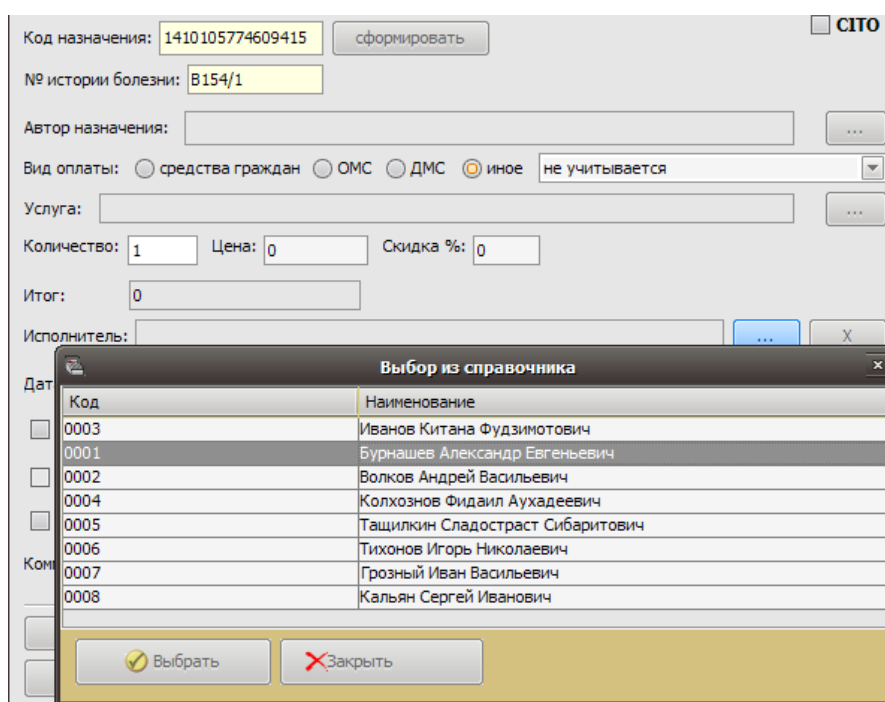 CITO
Код назначения: 1410105774609415 сформировать
№ истории болезни: В154/1
Автор назначения: ...
Вид оплаты: средства граждан ОМС ДМС иное не учитывается
Услуга: ...
Количество: 1 Цена: 0 Скидка %: 0
Итог: 0
Исполнитель: ... X
Выбор из справочника
Код Наименование
0003 Иванов Китана Фудзимотович
0001 Бурнашев Александр Евгеньевич
0002 Волков Андрей Васильевич
0004 Колхознов Фидаил Аухадеевич
0005 Тащилкин Сладостраст Сибаритович
0006 Тихонов Игорь Николаевич
0007 Грозный Иван Васильевич
0008 Кальян Сергей Иванович
Выбрать Закрыть